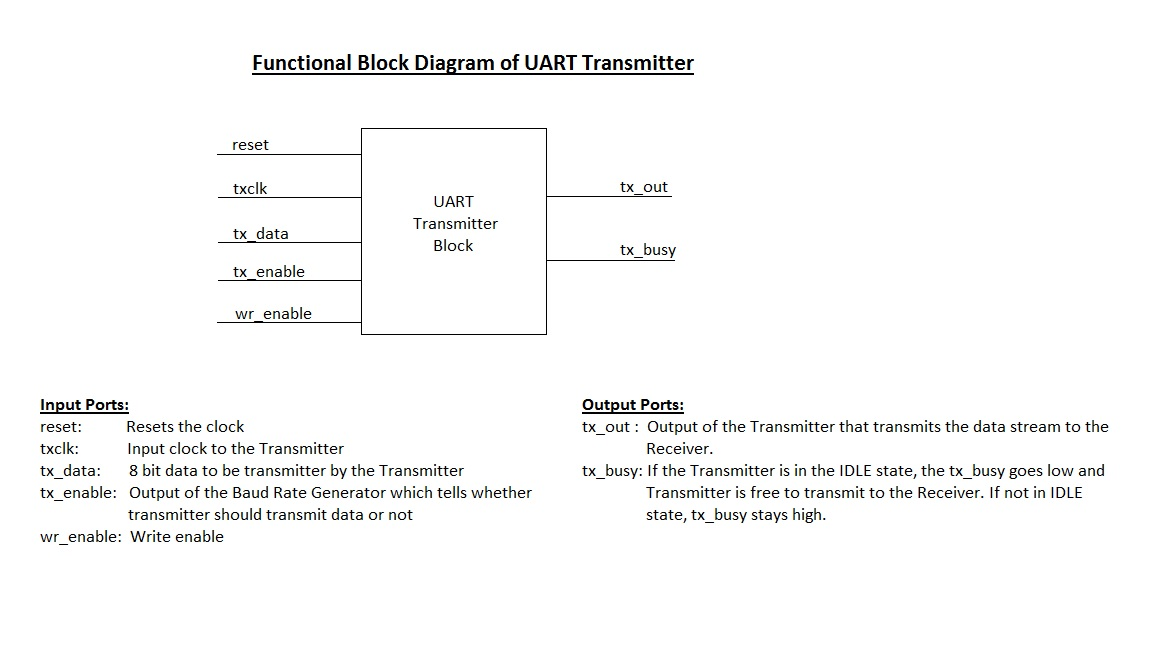 Functional Block Diagram of UART Transmitter
reset
txclk
tx_data
tx_enable
wr_enable
UART
Transmitter
Block
tx_out
tx_busy
Input Ports:
reset: Resets the clock
txclk: Input clock to the Transmitter
tx_data: 8 bit data to be transmitter by the Transmitter
tx_enable: Output of the Baud Rate Generator which tells whether
transmitter should transmit data or not
wr_enable: Write enable
Output Ports:
tx_out : Output of the Transmitter that transmits the data stream to the
Receiver.
tx_busy: If the Transmitter is in the IDLE state, the tx_busy goes low and
Transmitter is free to transmit to the Receiver. If not in IDLE
state, tx_busy stays high.